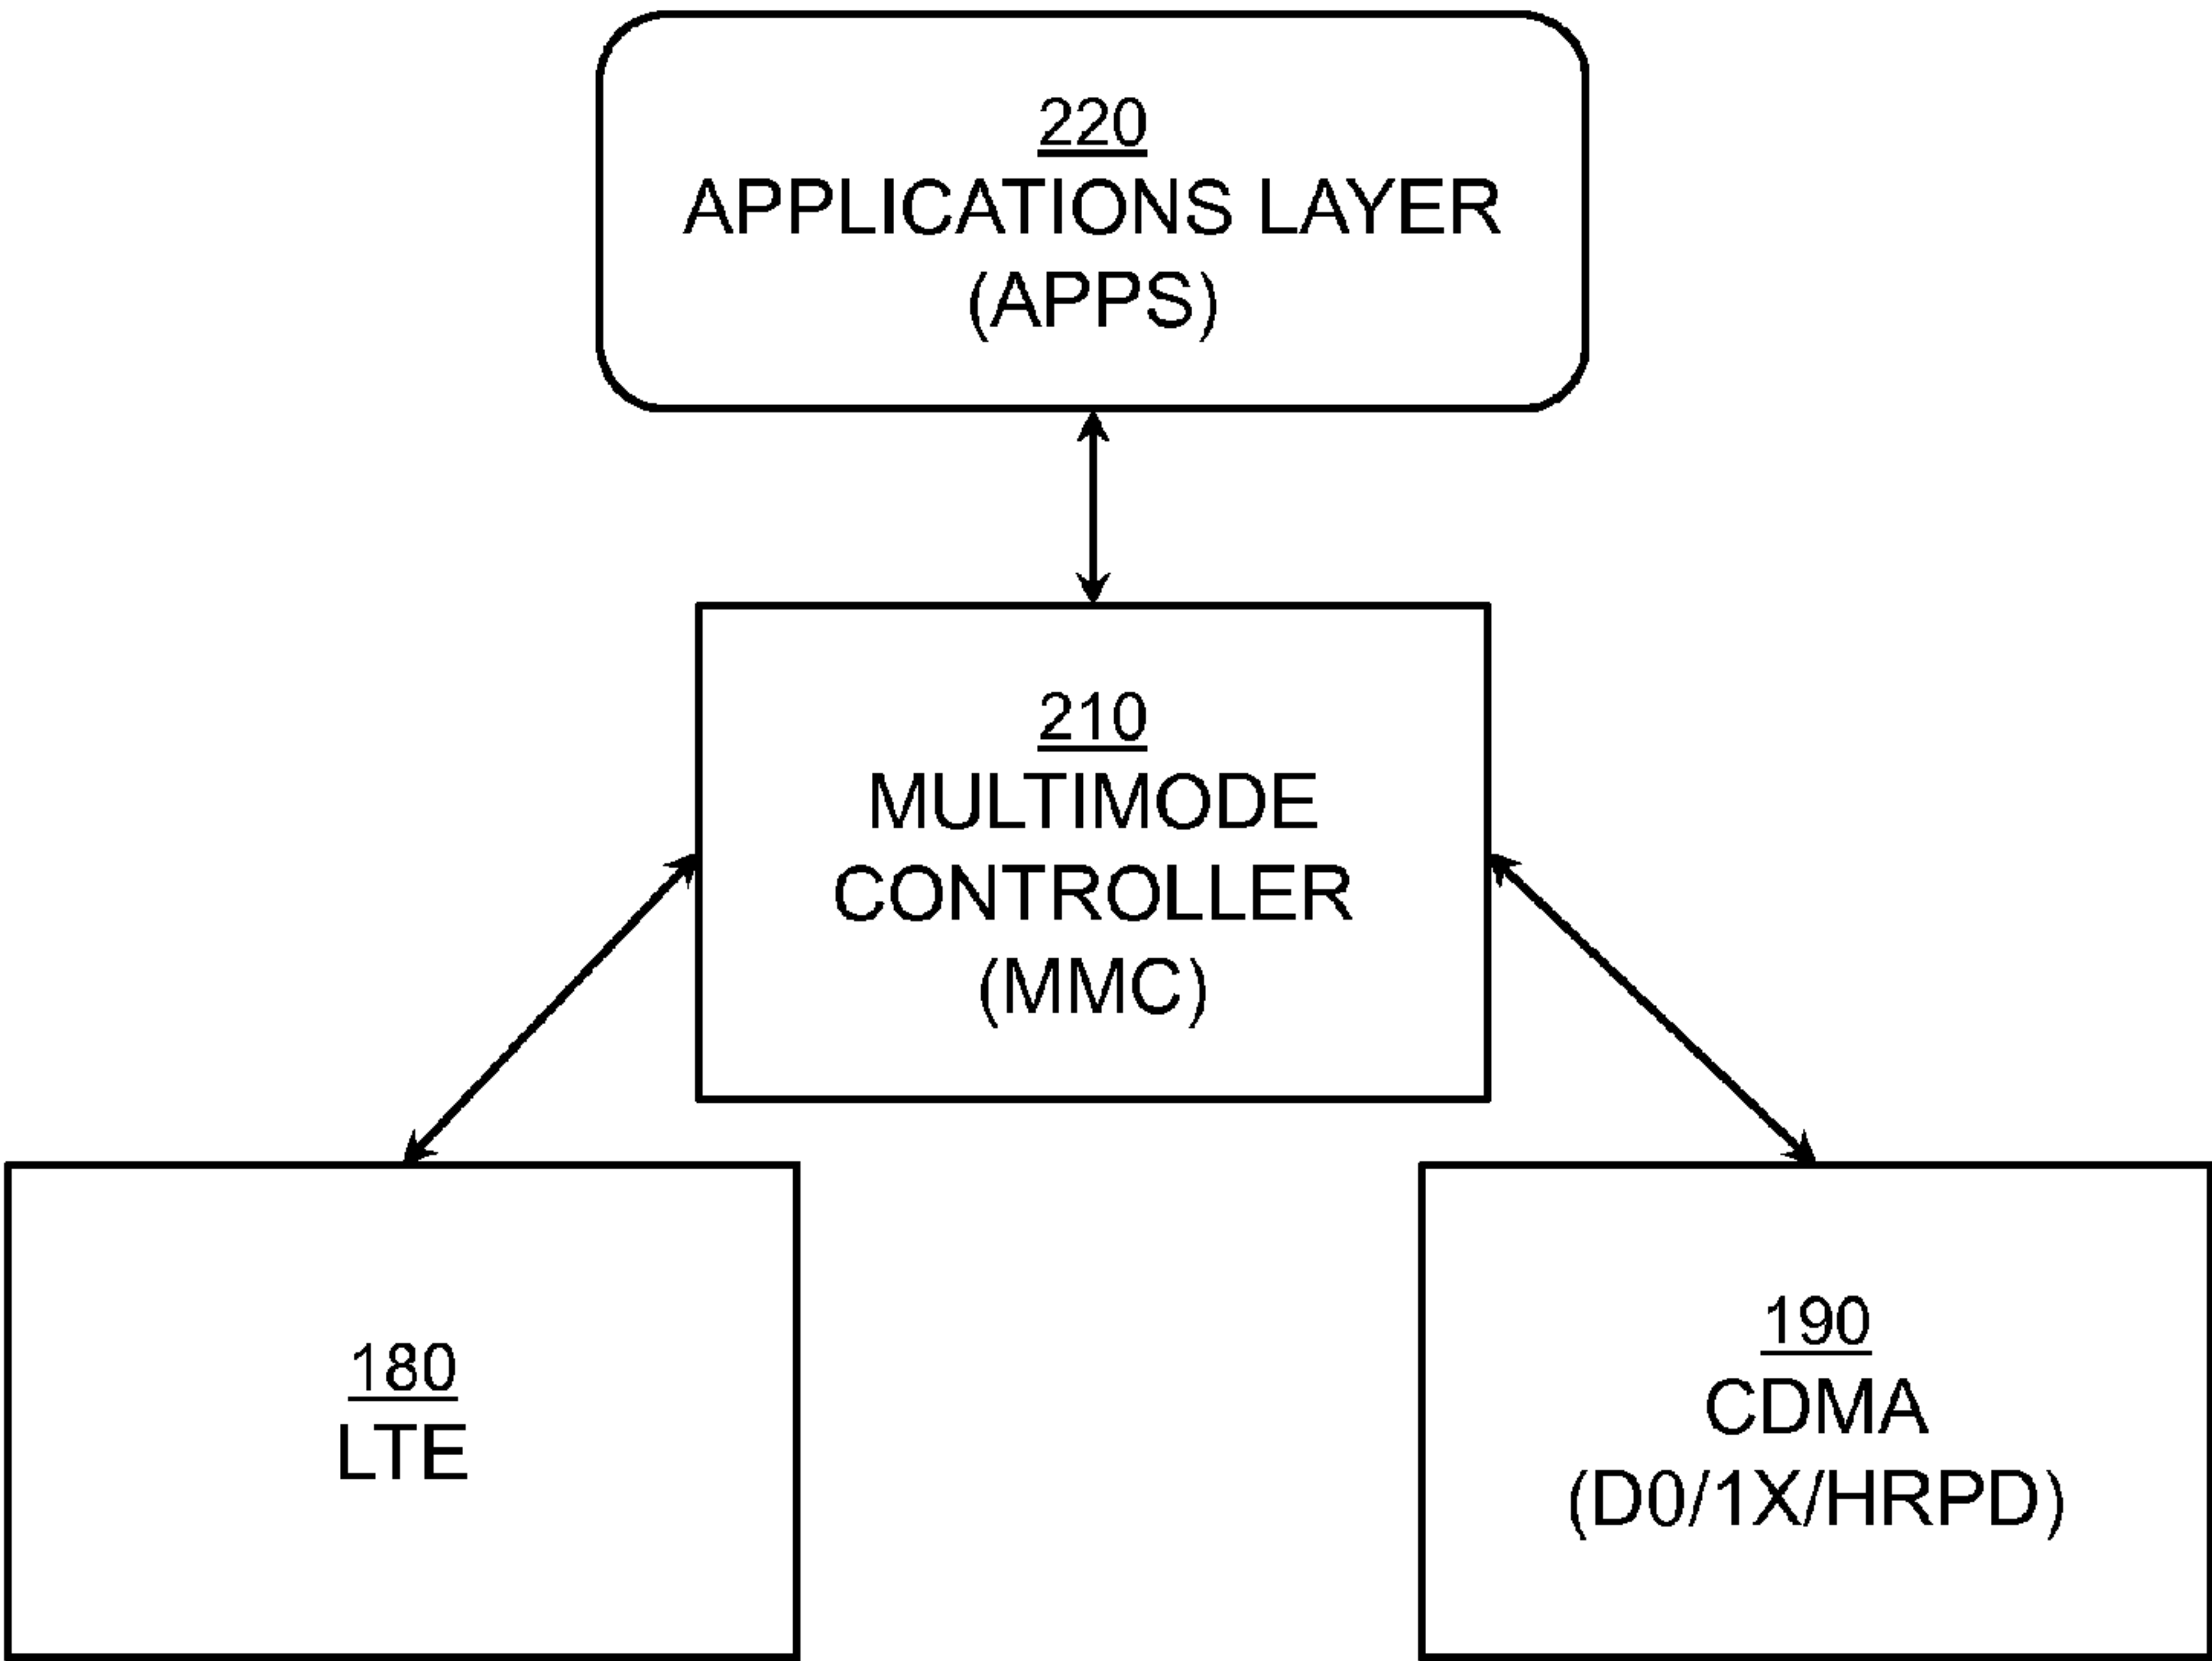 220
APPLICATIONS LAYER
(APPS)
210
MULTIMODE
CONTROLLER
(MMC)
180
LTE
190
CDMA
(D0/1X/HRPD)